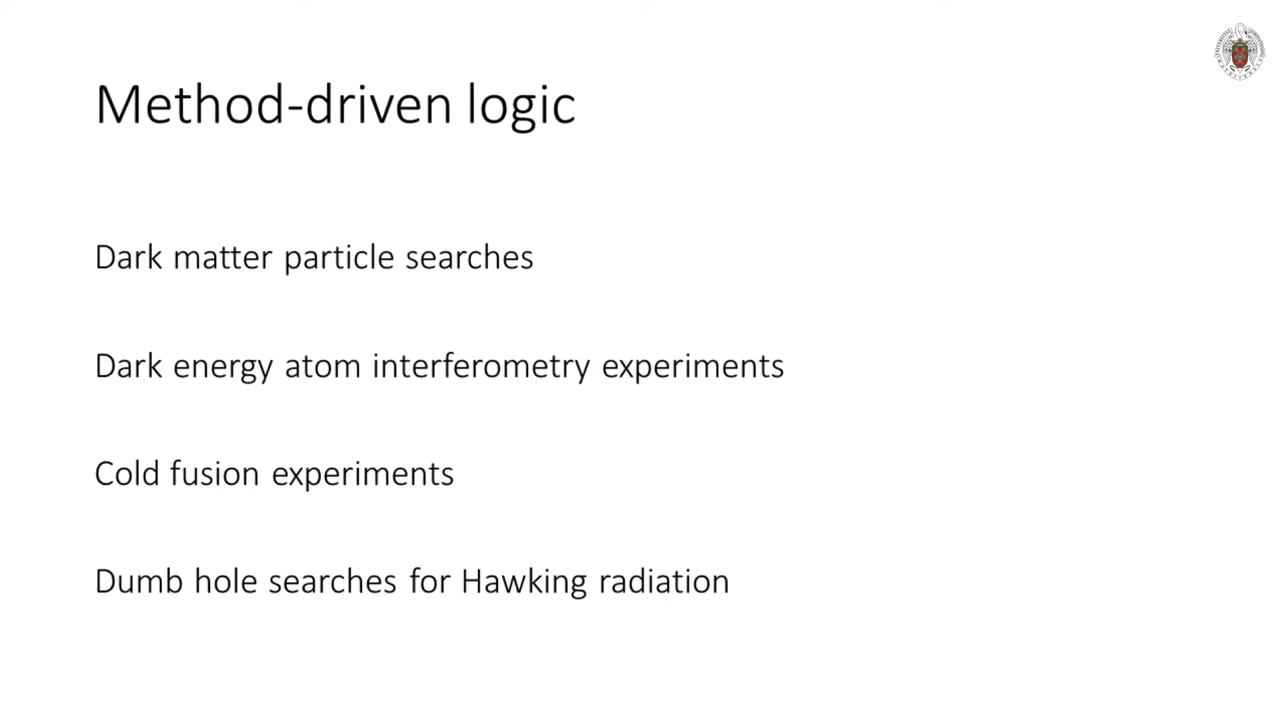 Method-driven logic
Dark matter particle searches
Dark energy atom interferometry experiments
Cold fusion experiments
Dumb hole searches for Hawking radiation